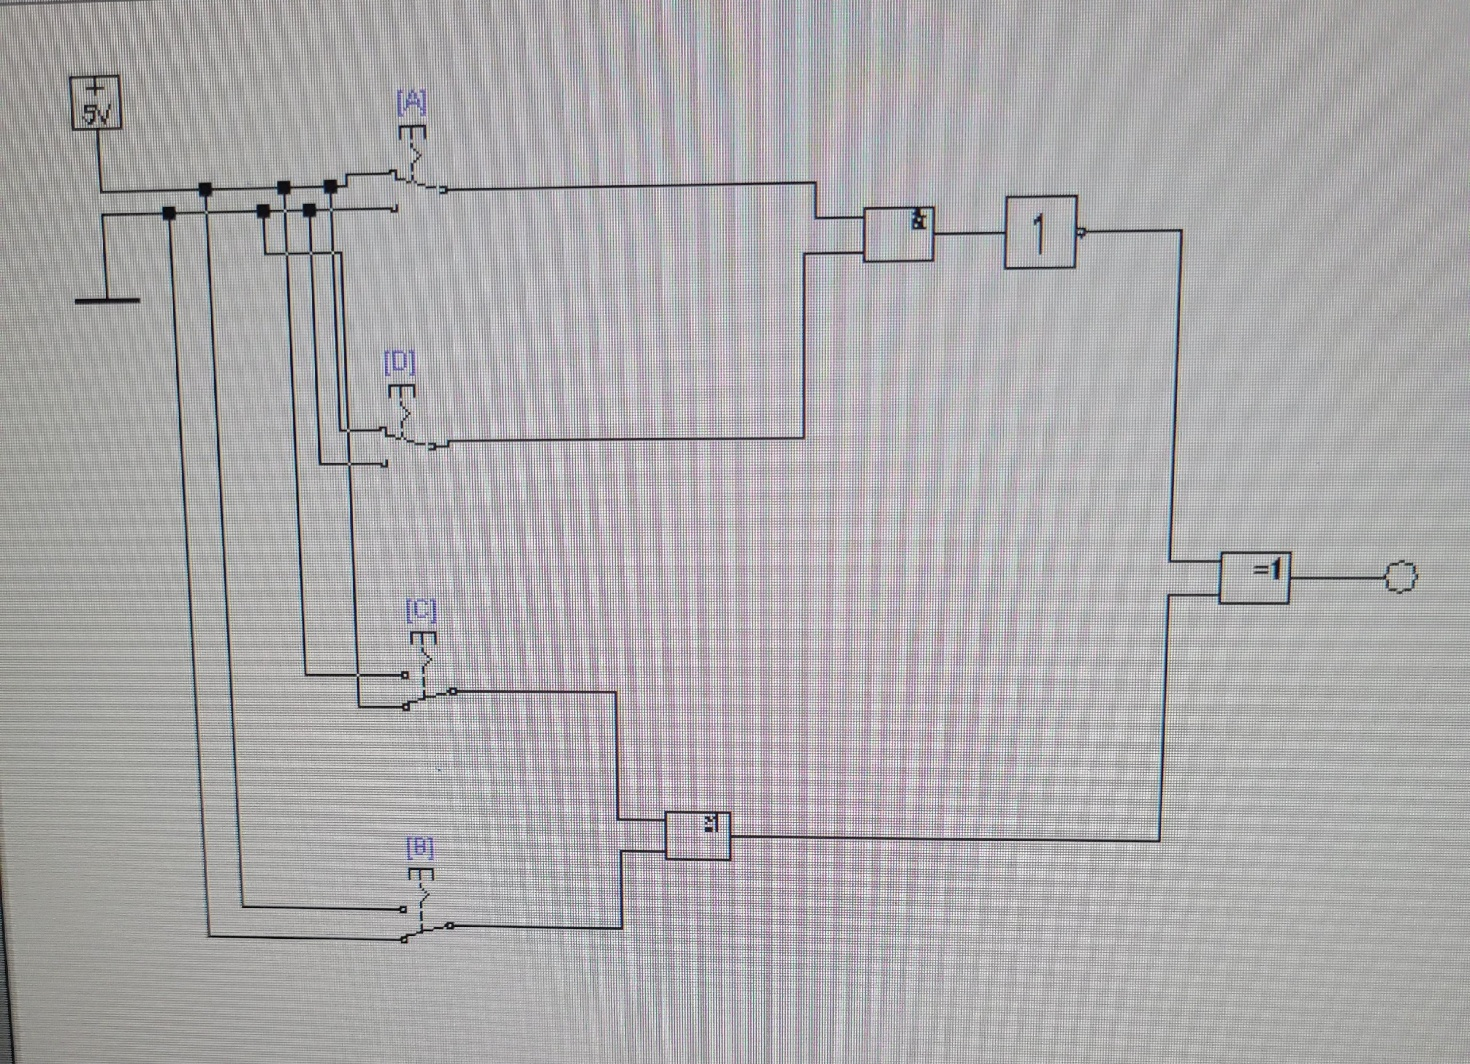 +
5V
[A]
&
1
[D]
=1
[C]
≥1
[B]